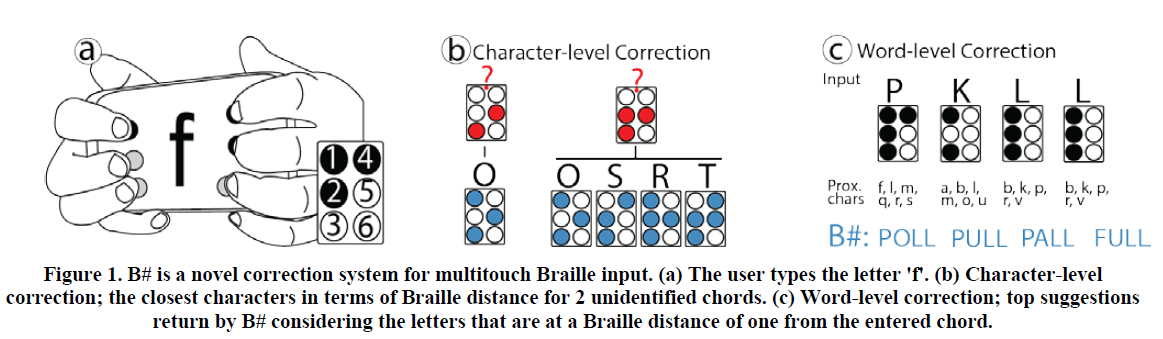 a
f
1 4
2 5
3 6
b Character-level Correction
? ?
O O S R T
c Word-level Correction
Input P K L L
Prox. chars f, l, m, q, r, s
a, b, l, m, o, u
b, k, p, r, v
b, k, p, r, v
B#: POLL PULL PALL FULL
Figure 1. B# is a novel correction system for multitouch Braille input. (a) The user types the letter 'f'. (b) Character-level
correction; the closest characters in terms of Braille distance for 2 unidentified chords. (c) Word-level correction; top suggestions
return by B# considering the letters that are at a Braille distance of one from the entered chord.